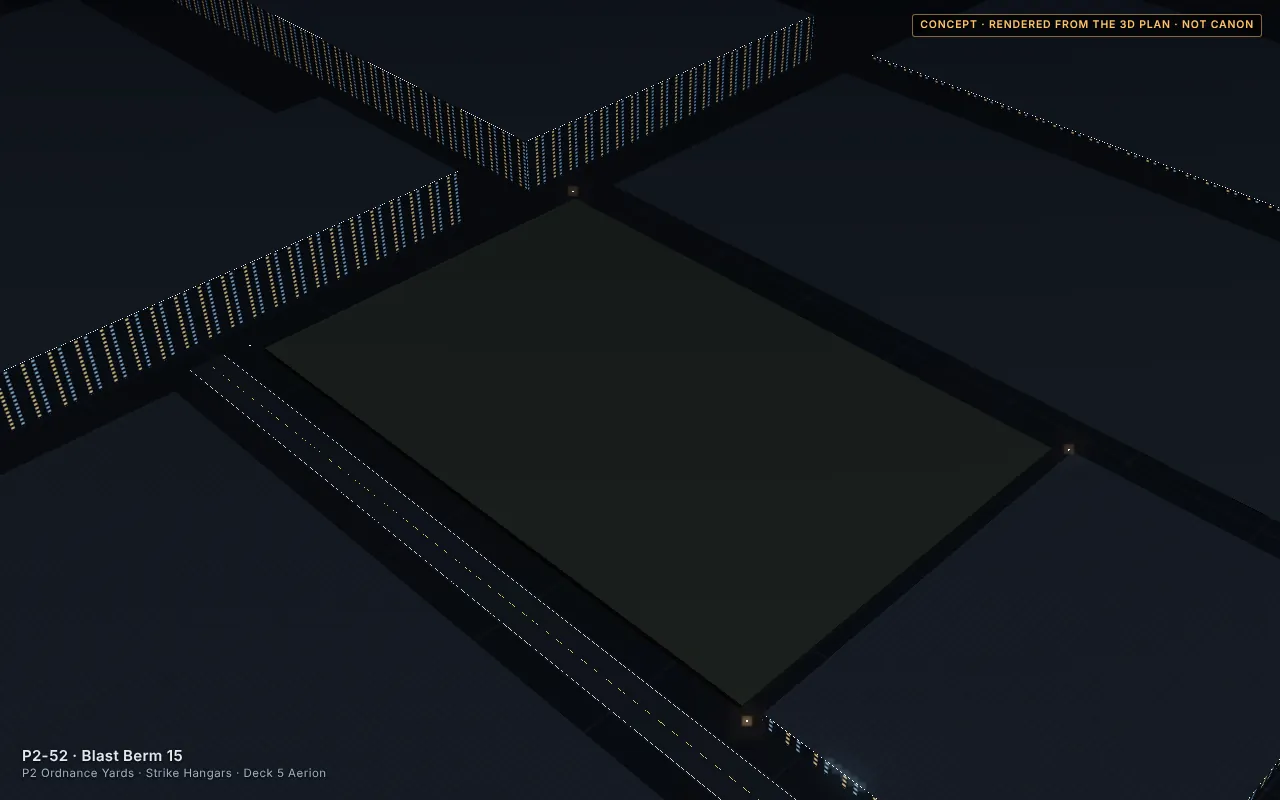 CONCEPT · RENDERED FROM THE 3D PLAN · NOT CANON
P2-52 · Blast Berm 15
P2 Ordnance Yards · Strike Hangars · Deck 5 Aerion